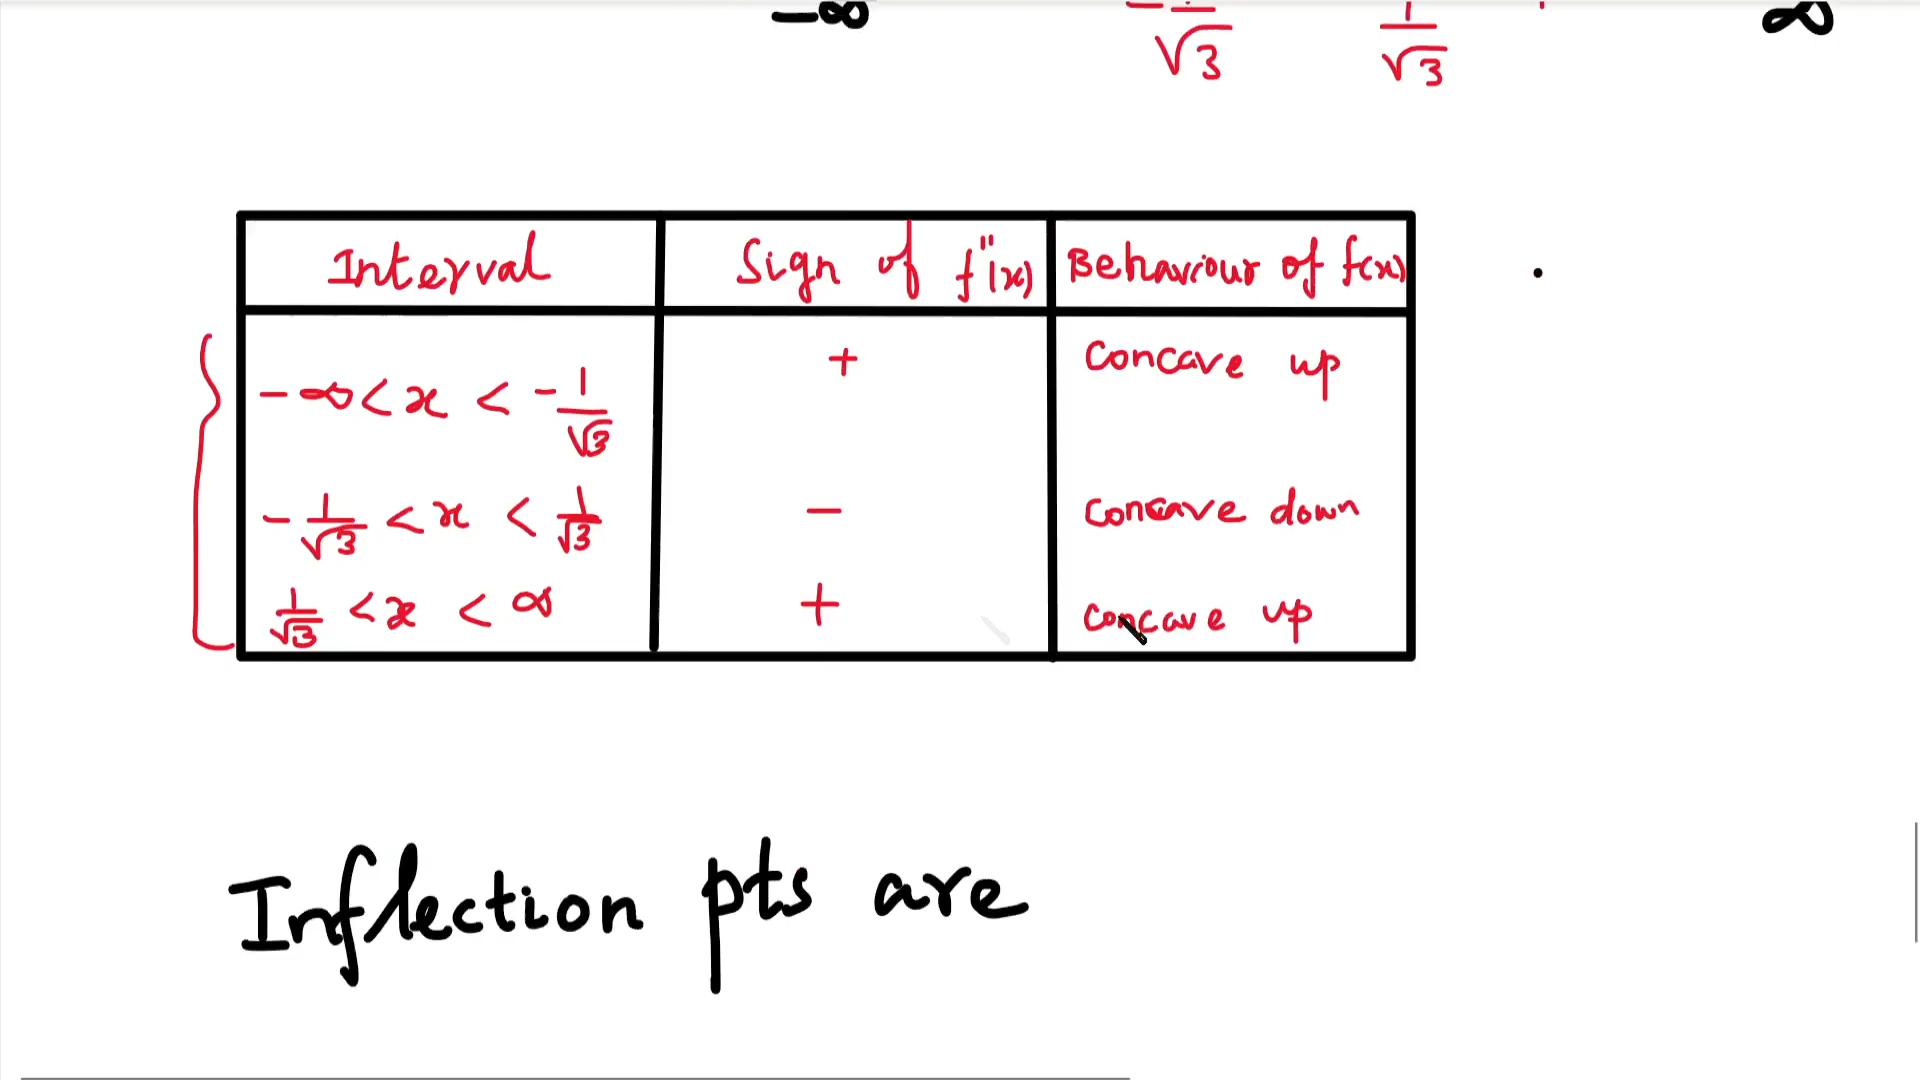 -∞ -1/√3 1/√3 ∞
Interval Sign of f"(x) Behaviour of f(x)
-∞ < x < -1/√3 + Concave up
-1/√3 < x < 1/√3 - Concave down
1/√3 < x < ∞ + Concave up
Inflection pts are